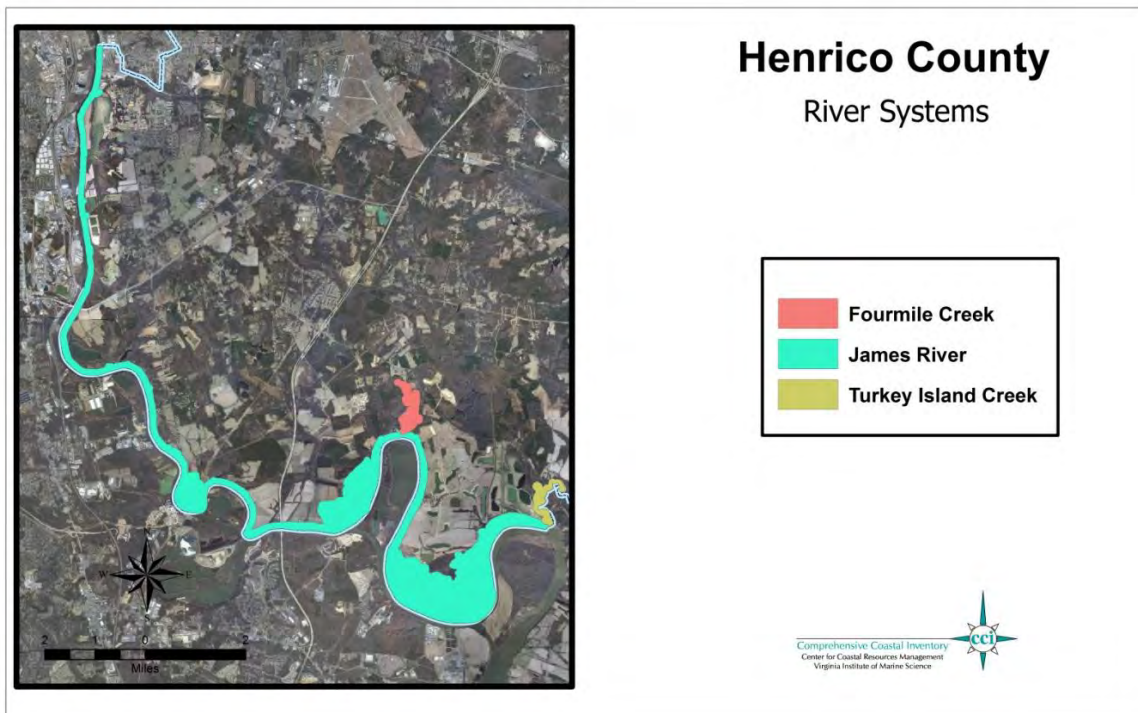 Henrico County
River Systems
Fourmile Creek
James River
Turkey Island Creek
N
W E
S
2 1 0 2
Miles
cci
Comprehensive Coastal Inventory
Center for Coastal Resources Management
Virginia Institute of Marine Science